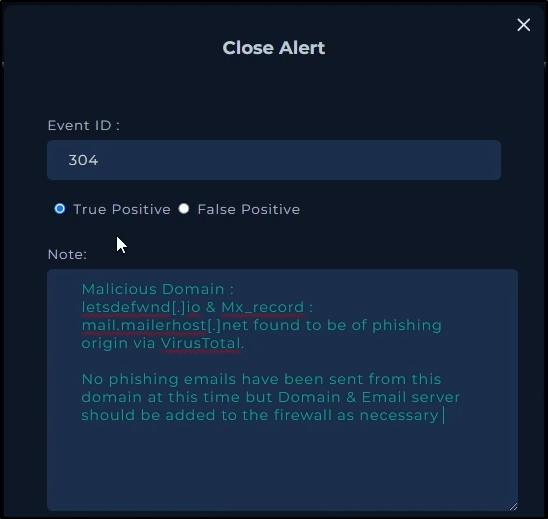 Close Alert
Event ID :
304
True Positive False Positive
Note:
Malicious Domain :
letsdefwnd[.]io & Mx_record :
mail.mailerhost[.]net found to be of phishing
origin via VirusTotal.
No phishing emails have been sent from this
domain at this time but Domain & Email server
should be added to the firewall as necessary